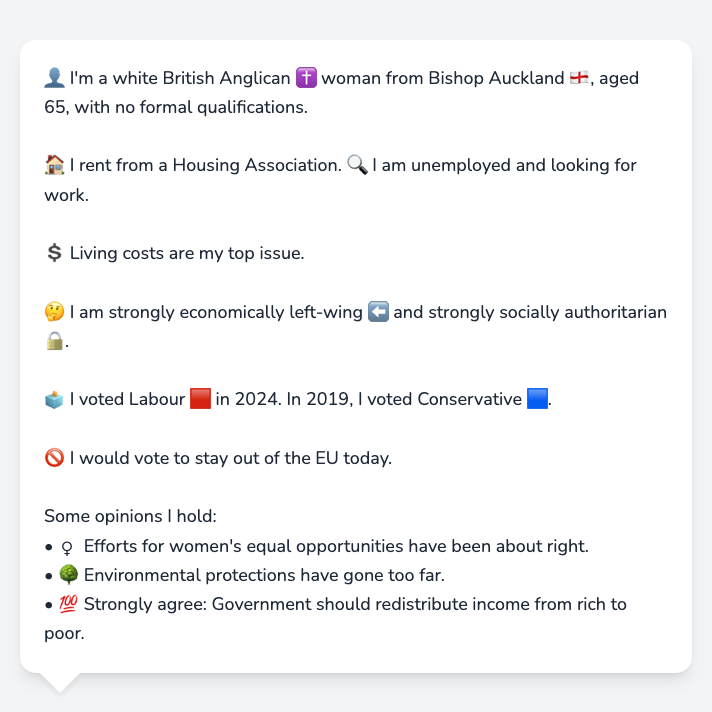 👤 I'm a white British Anglican ✝️ woman from Bishop Auckland 🏴󠁧󠁢󠁥󠁮󠁧󠁿, aged
65, with no formal qualifications.
🏠 I rent from a Housing Association. 🔍 I am unemployed and looking for
work.
💲 Living costs are my top issue.
🤔 I am strongly economically left-wing ⬅️ and strongly socially authoritarian
🔒.
🗳️ I voted Labour 🟥 in 2024. In 2019, I voted Conservative 🟦.
🚫 I would vote to stay out of the EU today.
Some opinions I hold:
• ♀ Efforts for women's equal opportunities have been about right.
• 🌳 Environmental protections have gone too far.
• 💯 Strongly agree: Government should redistribute income from rich to
poor.